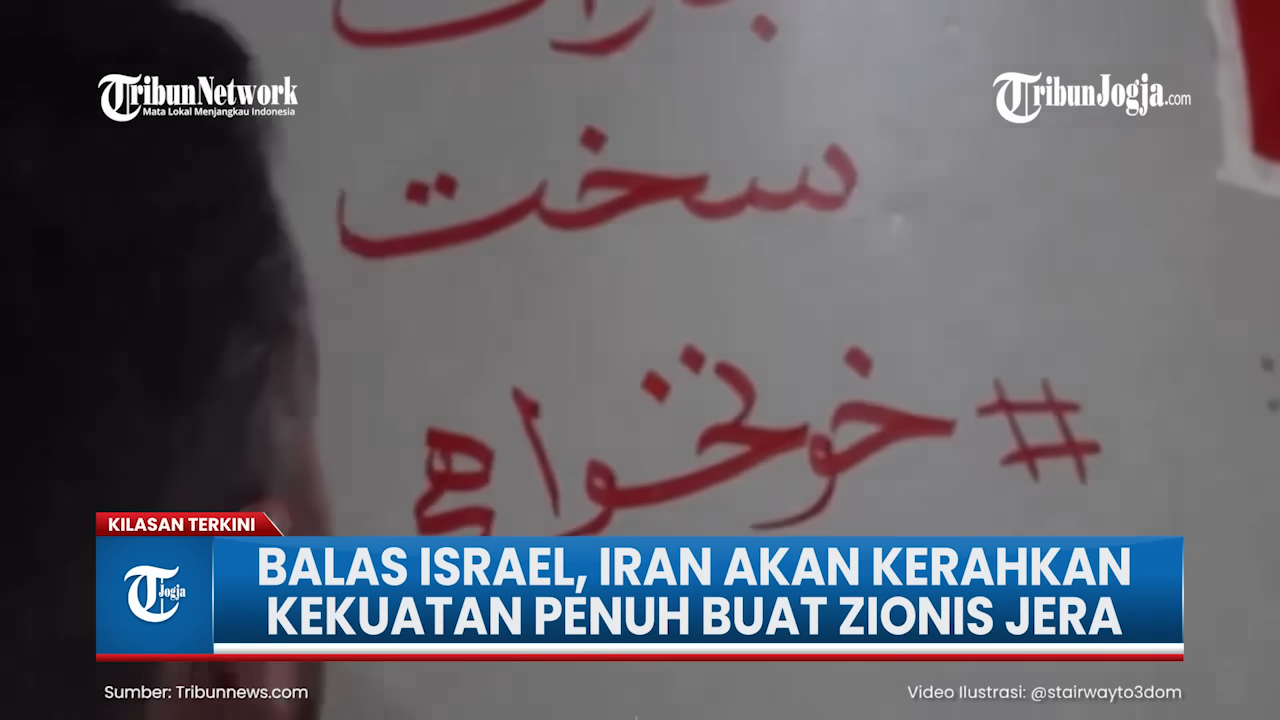 TribunNetwork
Mata Lokal Menjangkau Indonesia
TribunJogja.com
سخت
#خونخواهی
KILASAN TERKINI
T Jogja
BALAS ISRAEL, IRAN AKAN KERAHKAN
KEKUATAN PENUH BUAT ZIONIS JERA
Sumber: Tribunnews.com
Video Ilustrasi: @stairwayto3dom